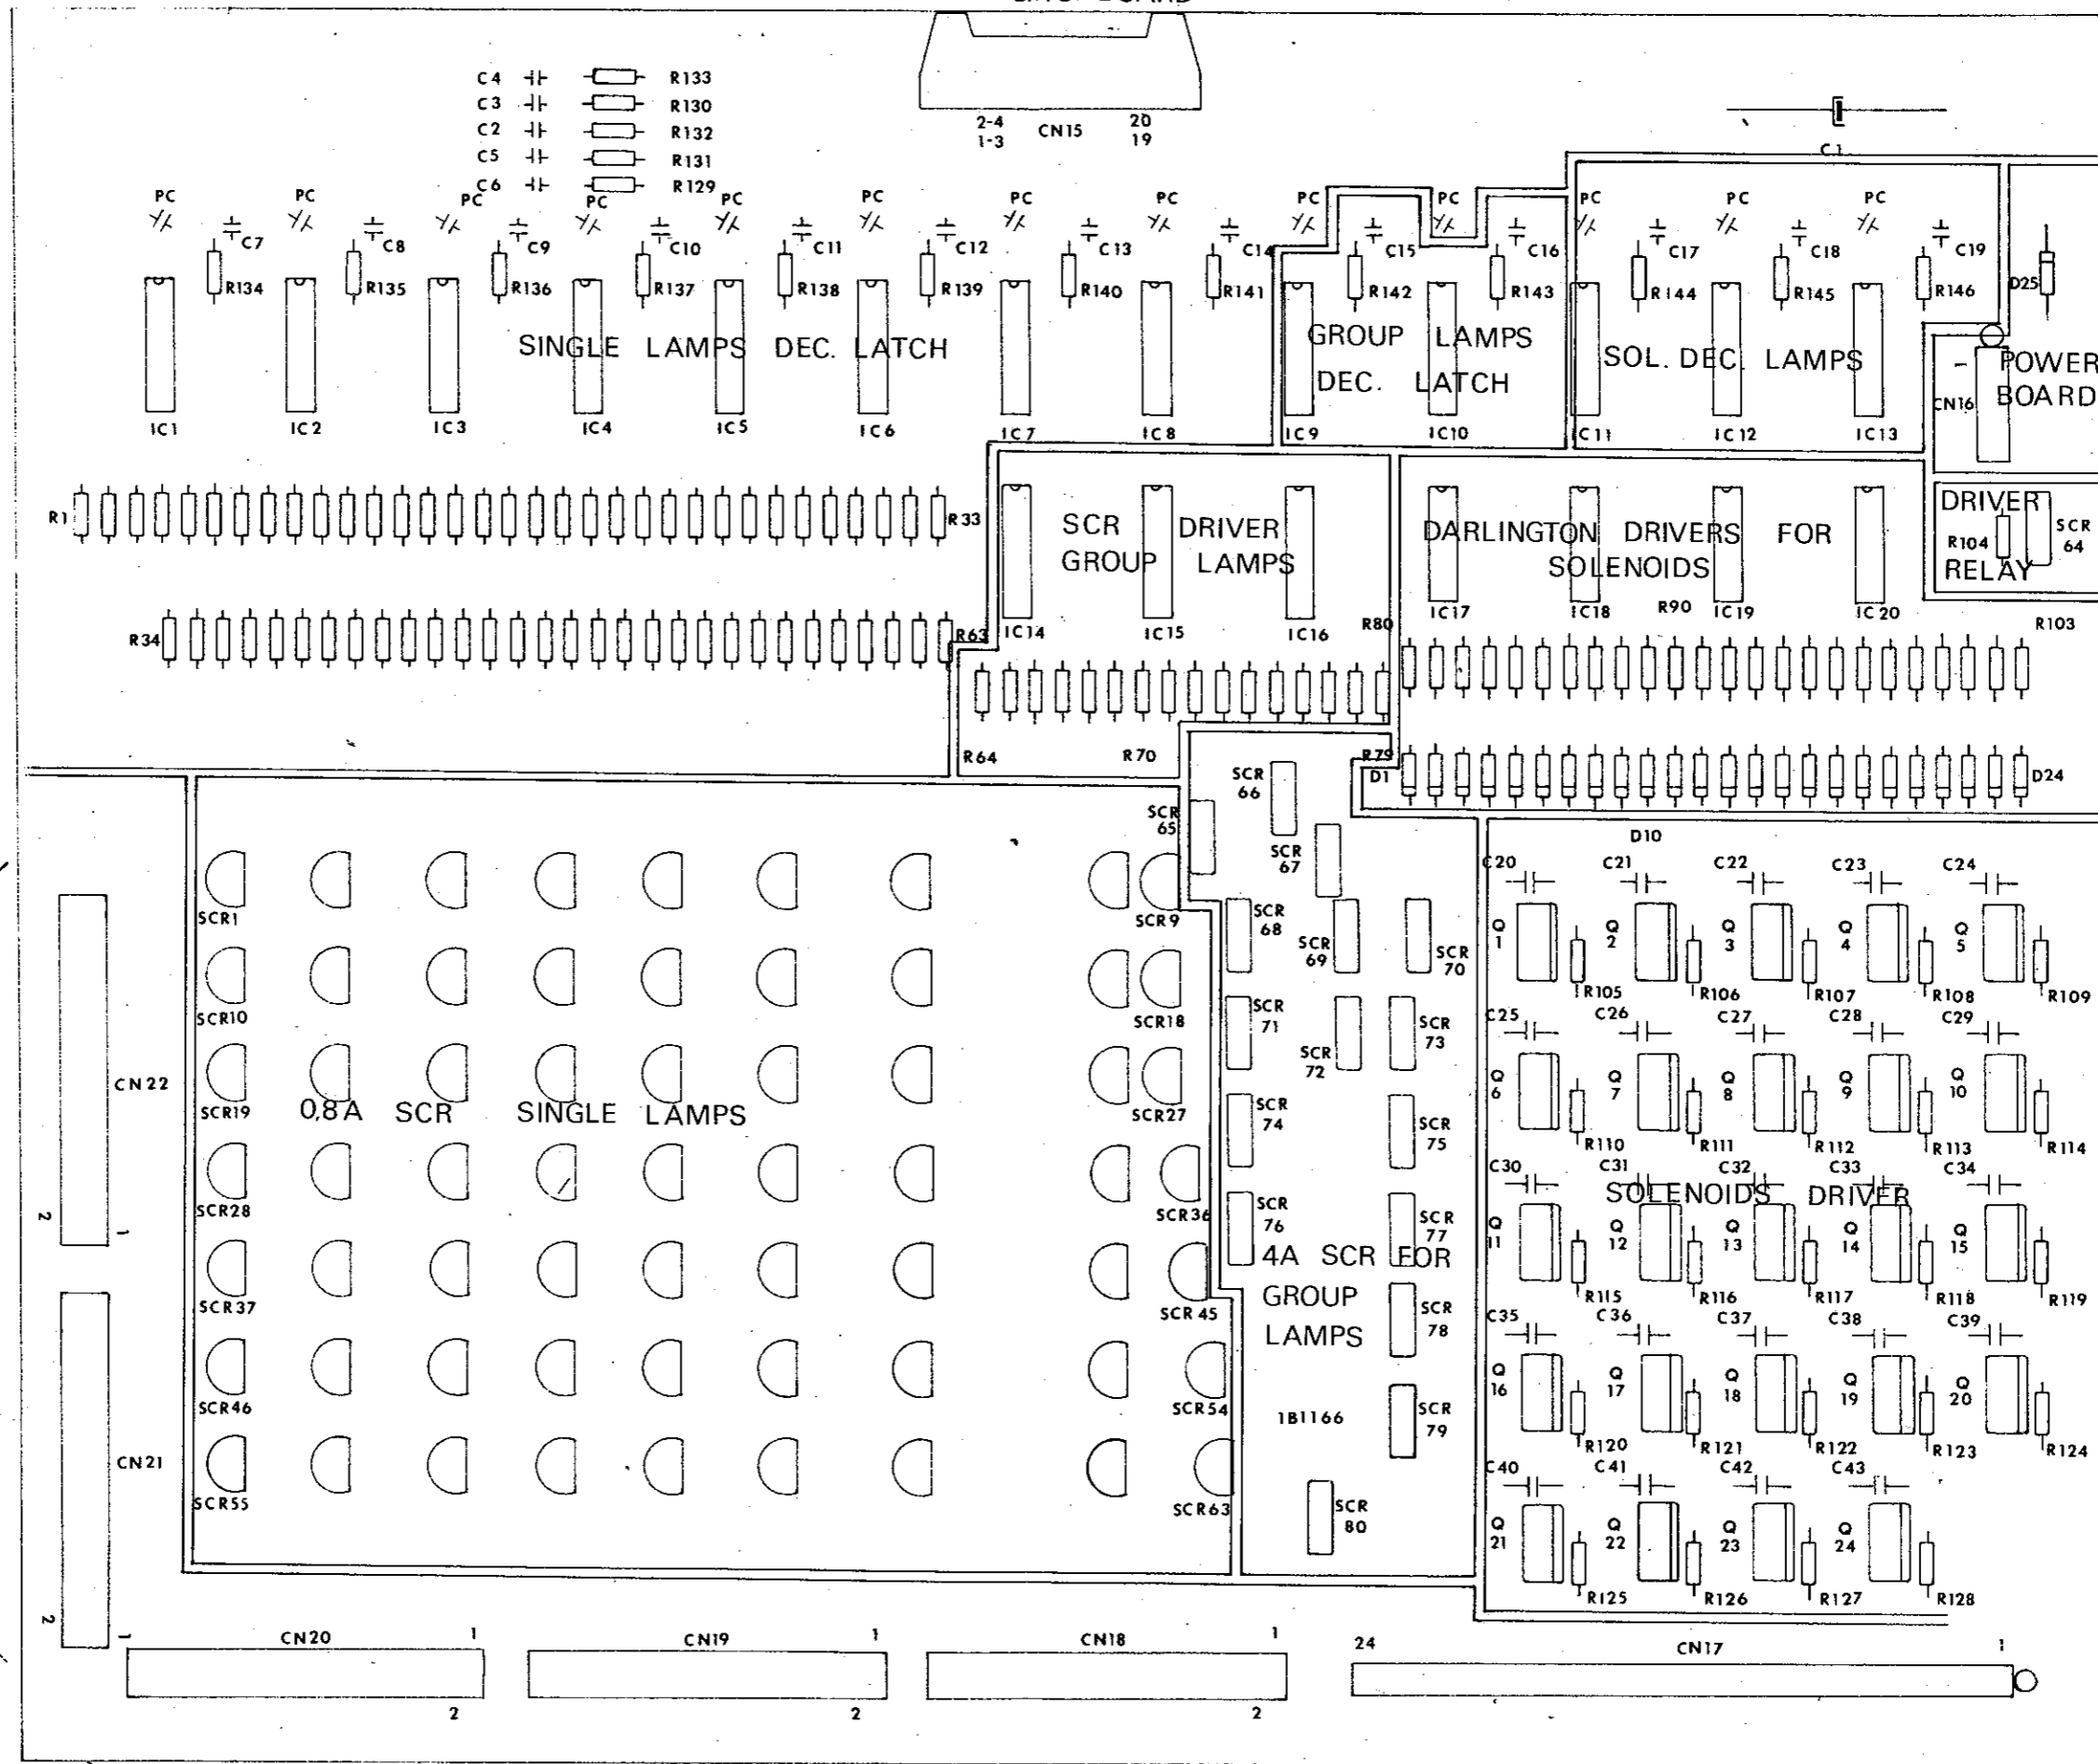 C4 R133
C3 R130
C2 R132
C5 R131
C6 R129
2-4 CN15 20
1-3 19
C1
PC PC PC PC PC PC PC PC PC PC PC PC PC
C7 C8 C9 C10 C11 C12 C13 C14 C15 C16 C17 C18 C19
R134 R135 R136 R137 R138 R139 R140 R141 R142 R143 R144 R145 R146 D25
SINGLE LAMPS DEC. LATCH
GROUP LAMPS
DEC. LATCH
SOL. DEC. LAMPS
POWER
BOARD
CN16
IC1 IC2 IC3 IC4 IC5 IC6 IC7 IC8 IC9 IC10 C11 IC12 IC13
R1 R33
SCR DRIVER
GROUP LAMPS
DARLINGTON DRIVERS FOR
SOLENOIDS
DRIVER
R104 SCR
64
RELAY
IC14 IC15 IC16 IC17 IC18 R90 IC19 IC20
R34 R63 R80 R103
R64 R70 R79
D1 D24
D10
SCR
65
SCR
66
SCR
67
SCR
68
SCR
69
SCR
70
SCR
71
SCR
72
SCR
73
SCR
74
SCR
75
SCR
76
SCR
77
4A SCR FOR
GROUP
LAMPS
SCR
78
1B1166
SCR
79
SCR
80
SCR1 SCR9
SCR10 SCR18
SCR19 SCR27
0,8A SCR SINGLE LAMPS
SCR28 SCR36
SCR37 SCR45
SCR46 SCR54
SCR55 SCR63
CN22
2 1
CN21
2 1
C20 C21 C22 C23 C24
Q Q Q Q Q
1 2 3 4 5
R105 R106 R107 R108 R109
C25 C26 C27 C28 C29
Q Q Q Q Q
6 7 8 9 10
R110 R111 R112 R113 R114
C30 C31 C32 C33 C34
SOLENOIDS DRIVER
Q Q Q Q Q
11 12 13 14 15
R115 R116 R117 R118 R119
C35 C36 C37 C38 C39
Q Q Q Q Q
16 17 18 19 20
R120 R121 R122 R123 R124
C40 C41 C42 C43
Q Q Q Q
21 22 23 24
R125 R126 R127 R128
CN20 1 CN19 1 CN18 1 24 CN17 1
2 2 2